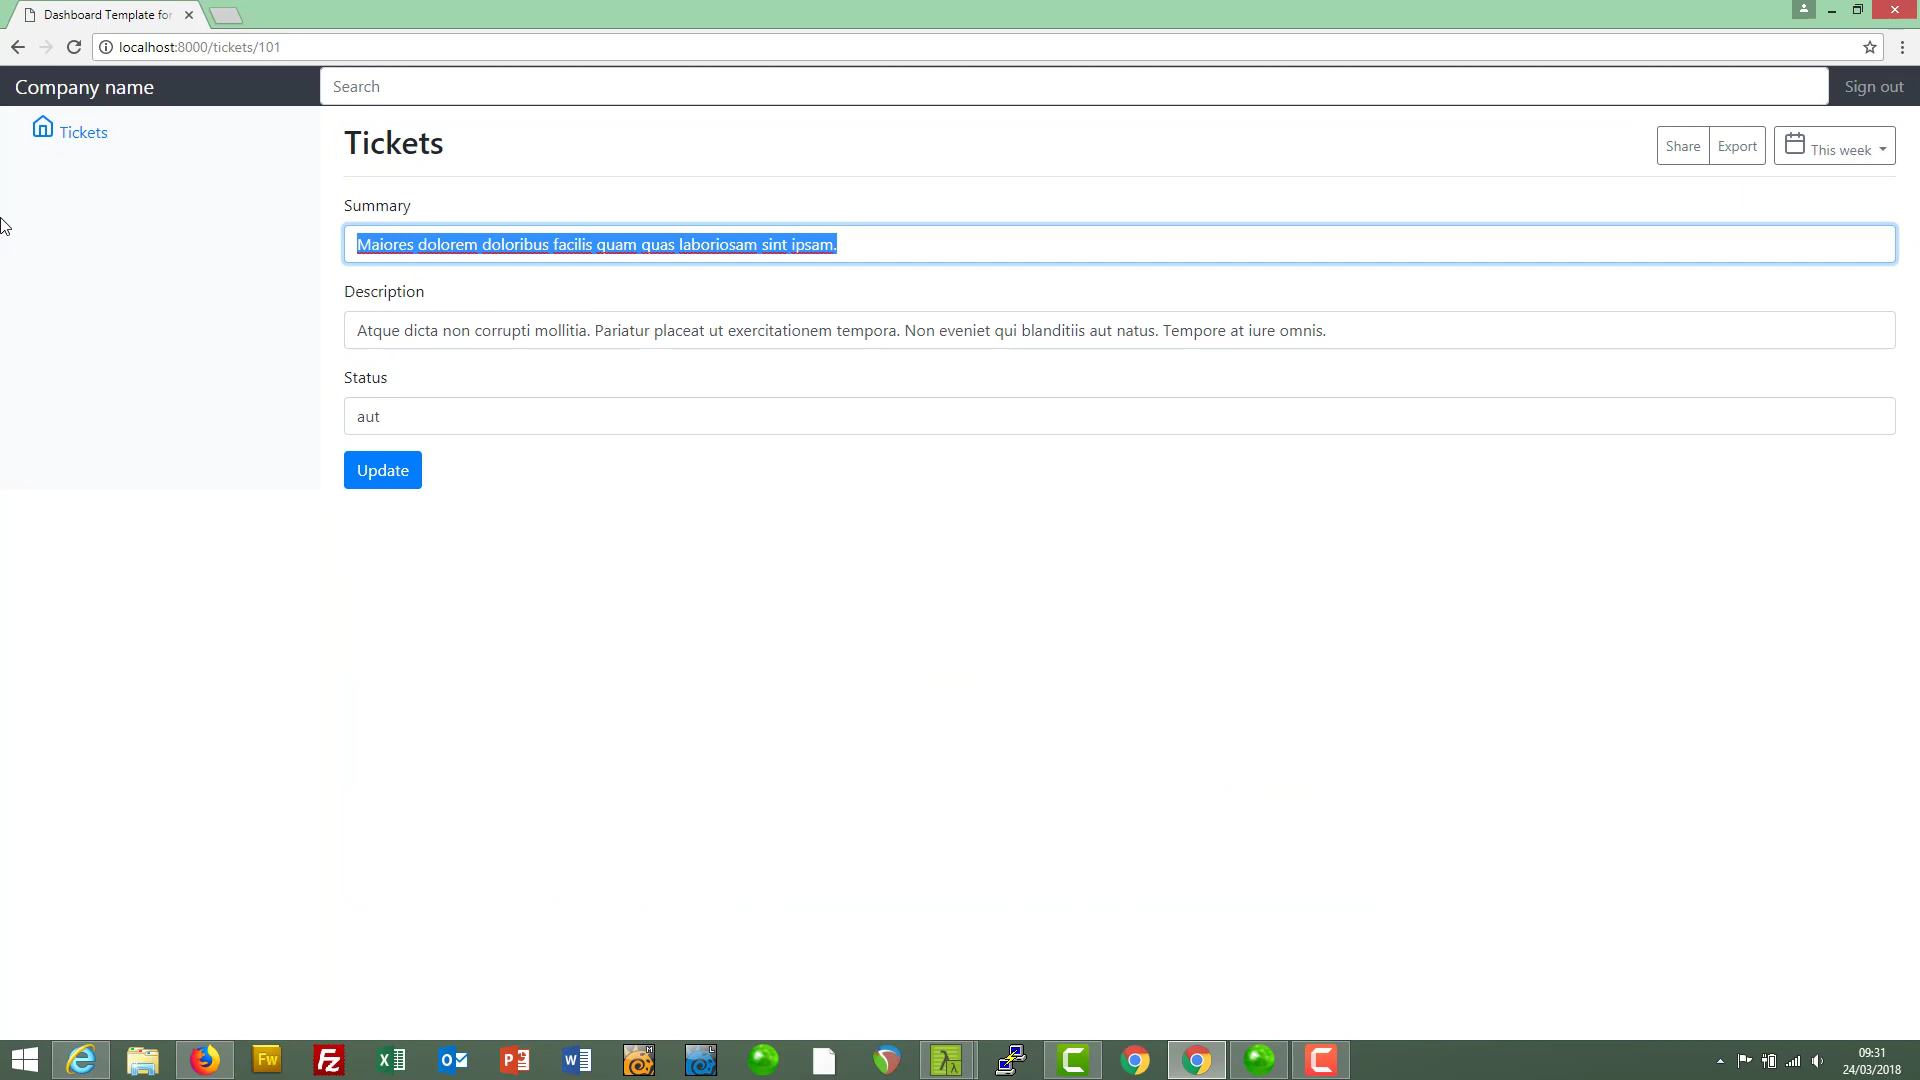 Dashboard Template for
localhost:8000/tickets/101
Company name
Search
Sign out
Tickets
Tickets
Share
Export
This week
Summary
Maiores dolorem doloribus facilis quam quas laboriosam sint ipsam.
Description
Atque dicta non corrupti mollitia. Pariatur placeat ut exercitationem tempora. Non eveniet qui blanditiis aut natus. Tempore at iure omnis.
Status
aut
Update
Fw
09:31
24/03/2018